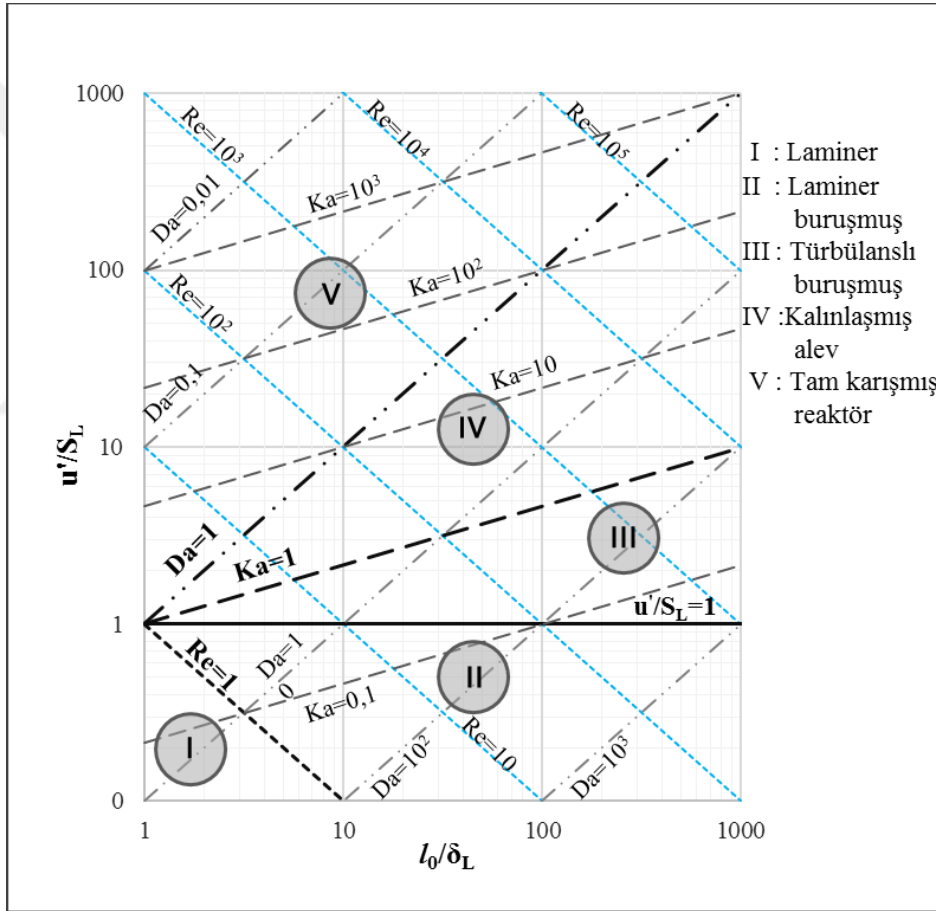 1000
100
10
1
0
u'/S_L
1
10
100
1000
l₀/δ_L
Re=10³
Re=10⁴
Re=10⁵
Da=0,01
Ka=10³
Re=10²
Ka=10²
Da=0,1
Ka=10
Da=1
Ka=1
u'/S_L=1
Re=1
Da=1
0
Ka=0,1
Re=10
Da=10²
Da=10³
V
IV
III
II
I
I : Laminer
II : Laminer
buruşmuş
III : Türbülanslı
buruşmuş
IV :Kalınlaşmış
alev
V : Tam karışmış
reaktör